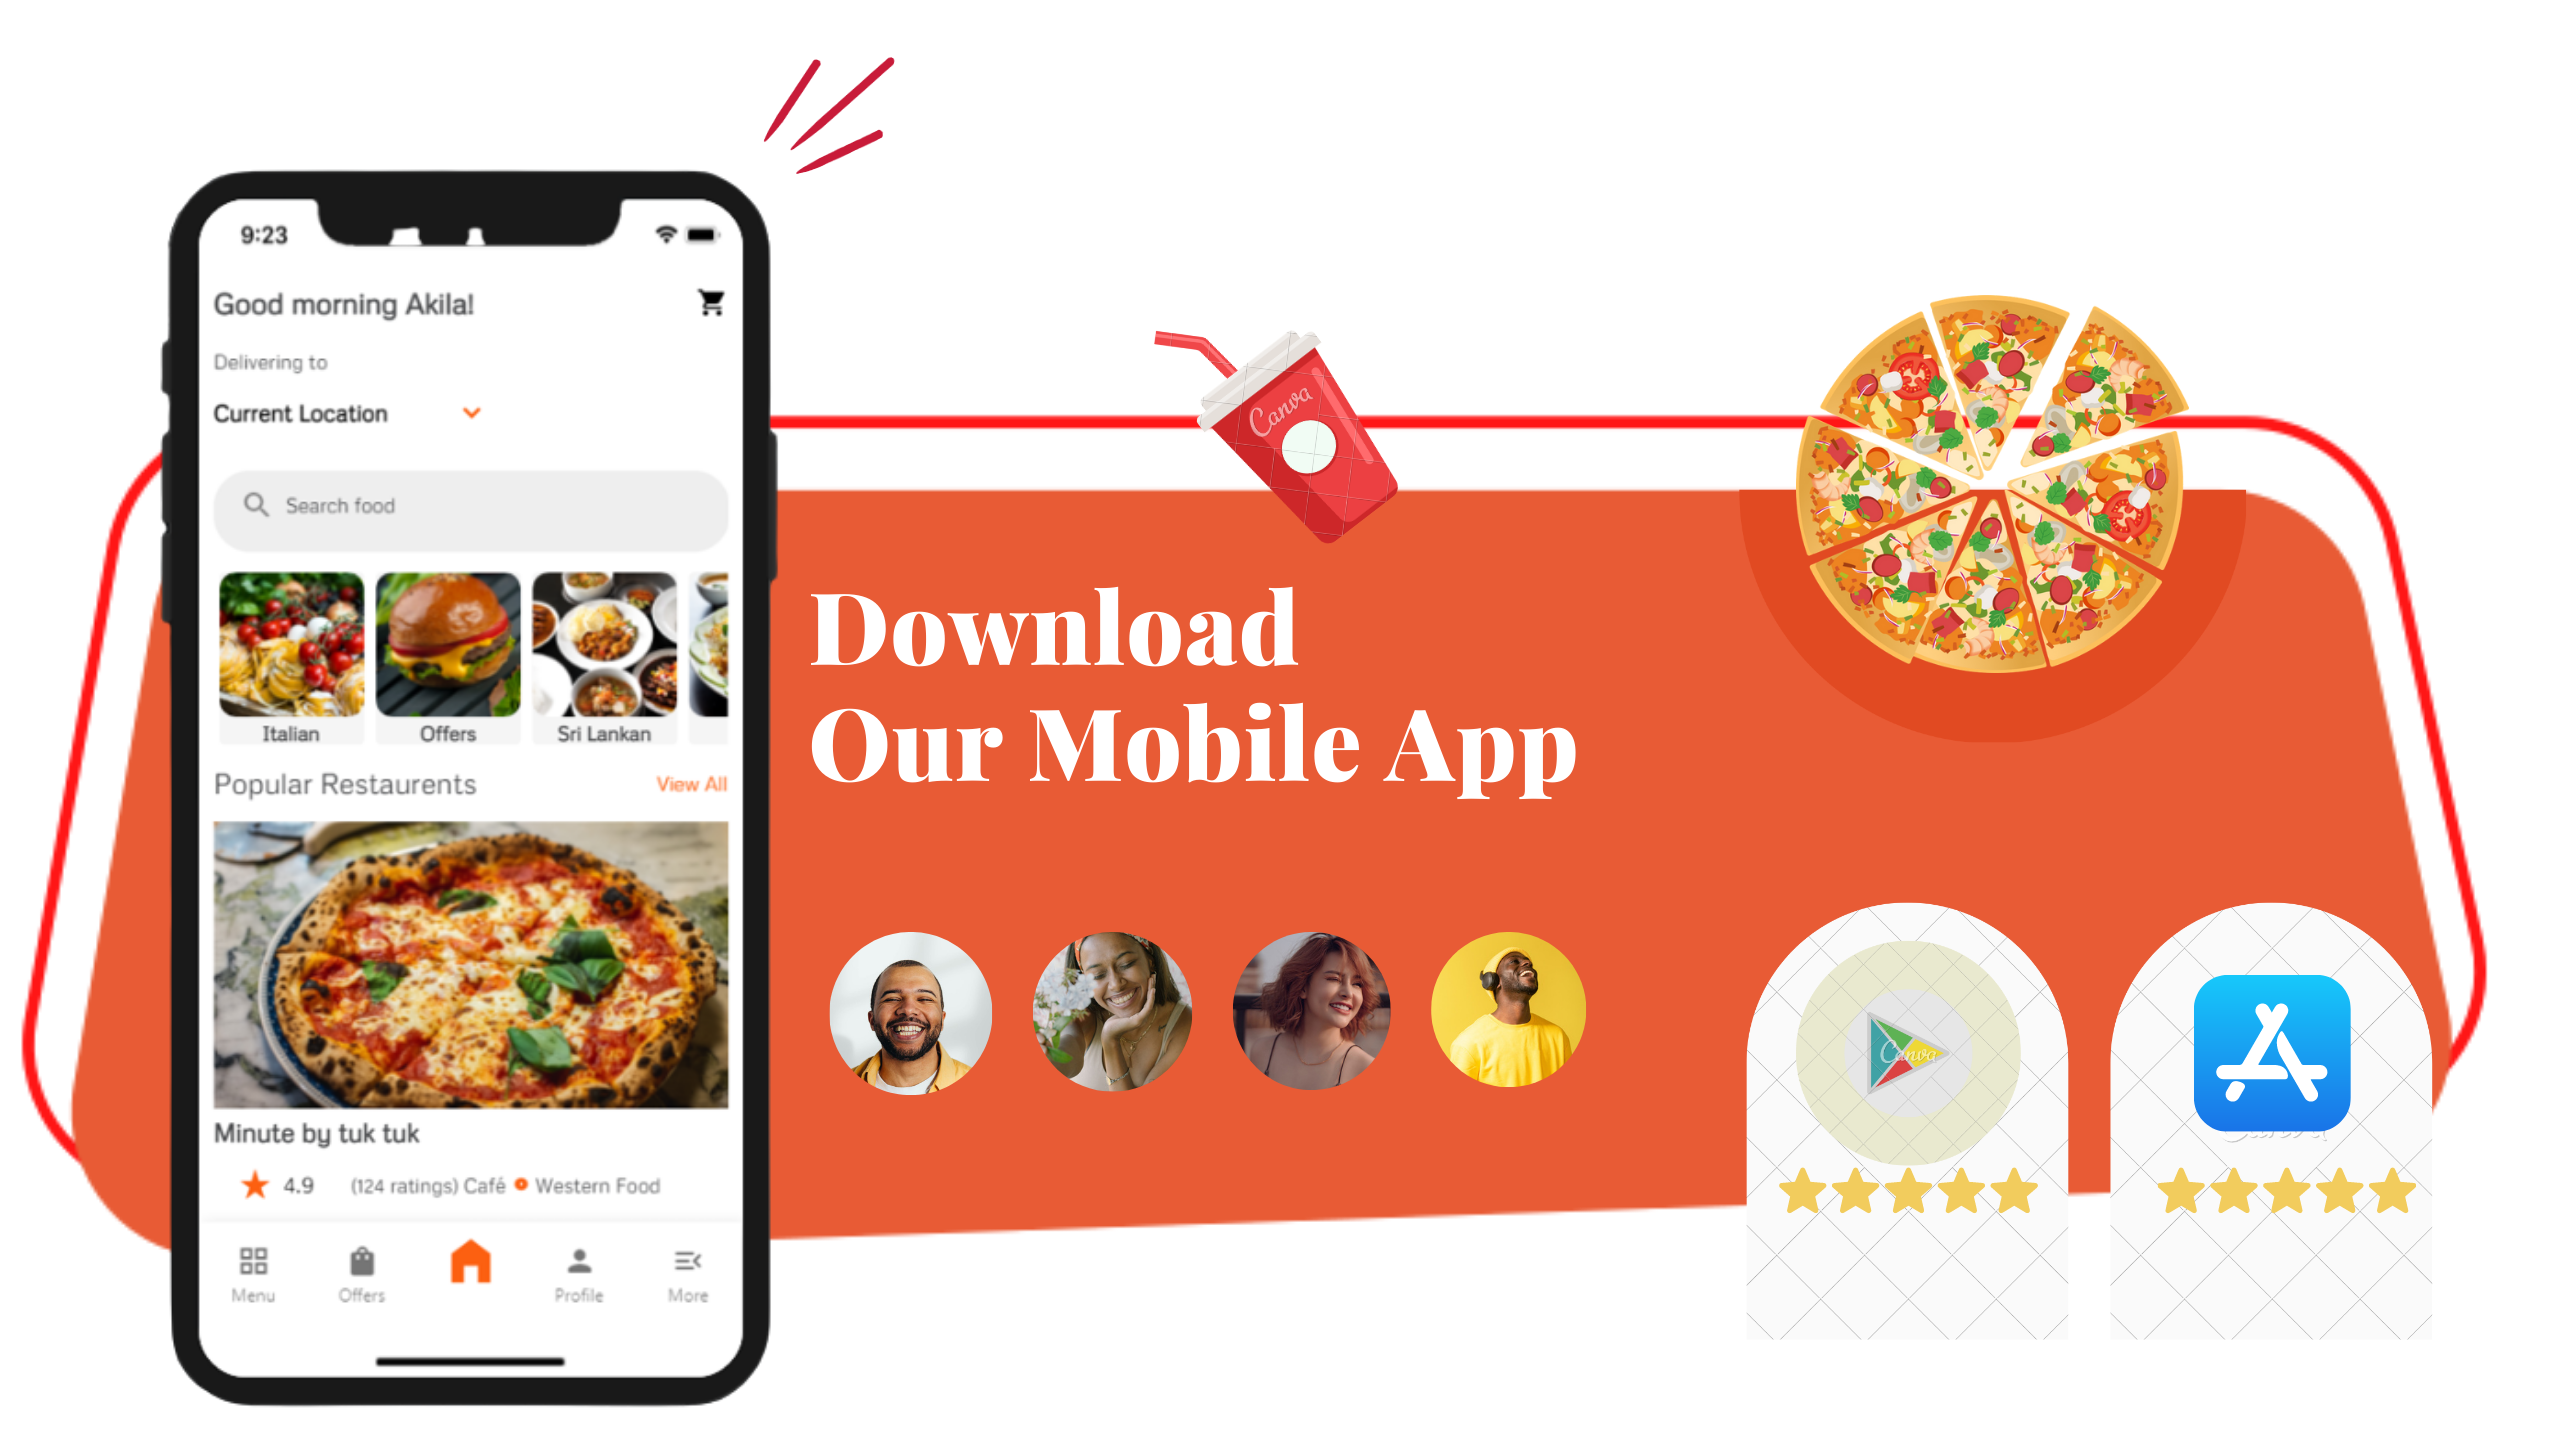 9:23
Good morning Akila!
Delivering to
Current Location
Search food
Italian
Offers
Sri Lankan
Popular Restaurents
View All
Minute by tuk tuk
4.9
(124 ratings) Café
Western Food
Menu
Offers
Profile
More
Canva
Download
Our Mobile App
Canva
Canva